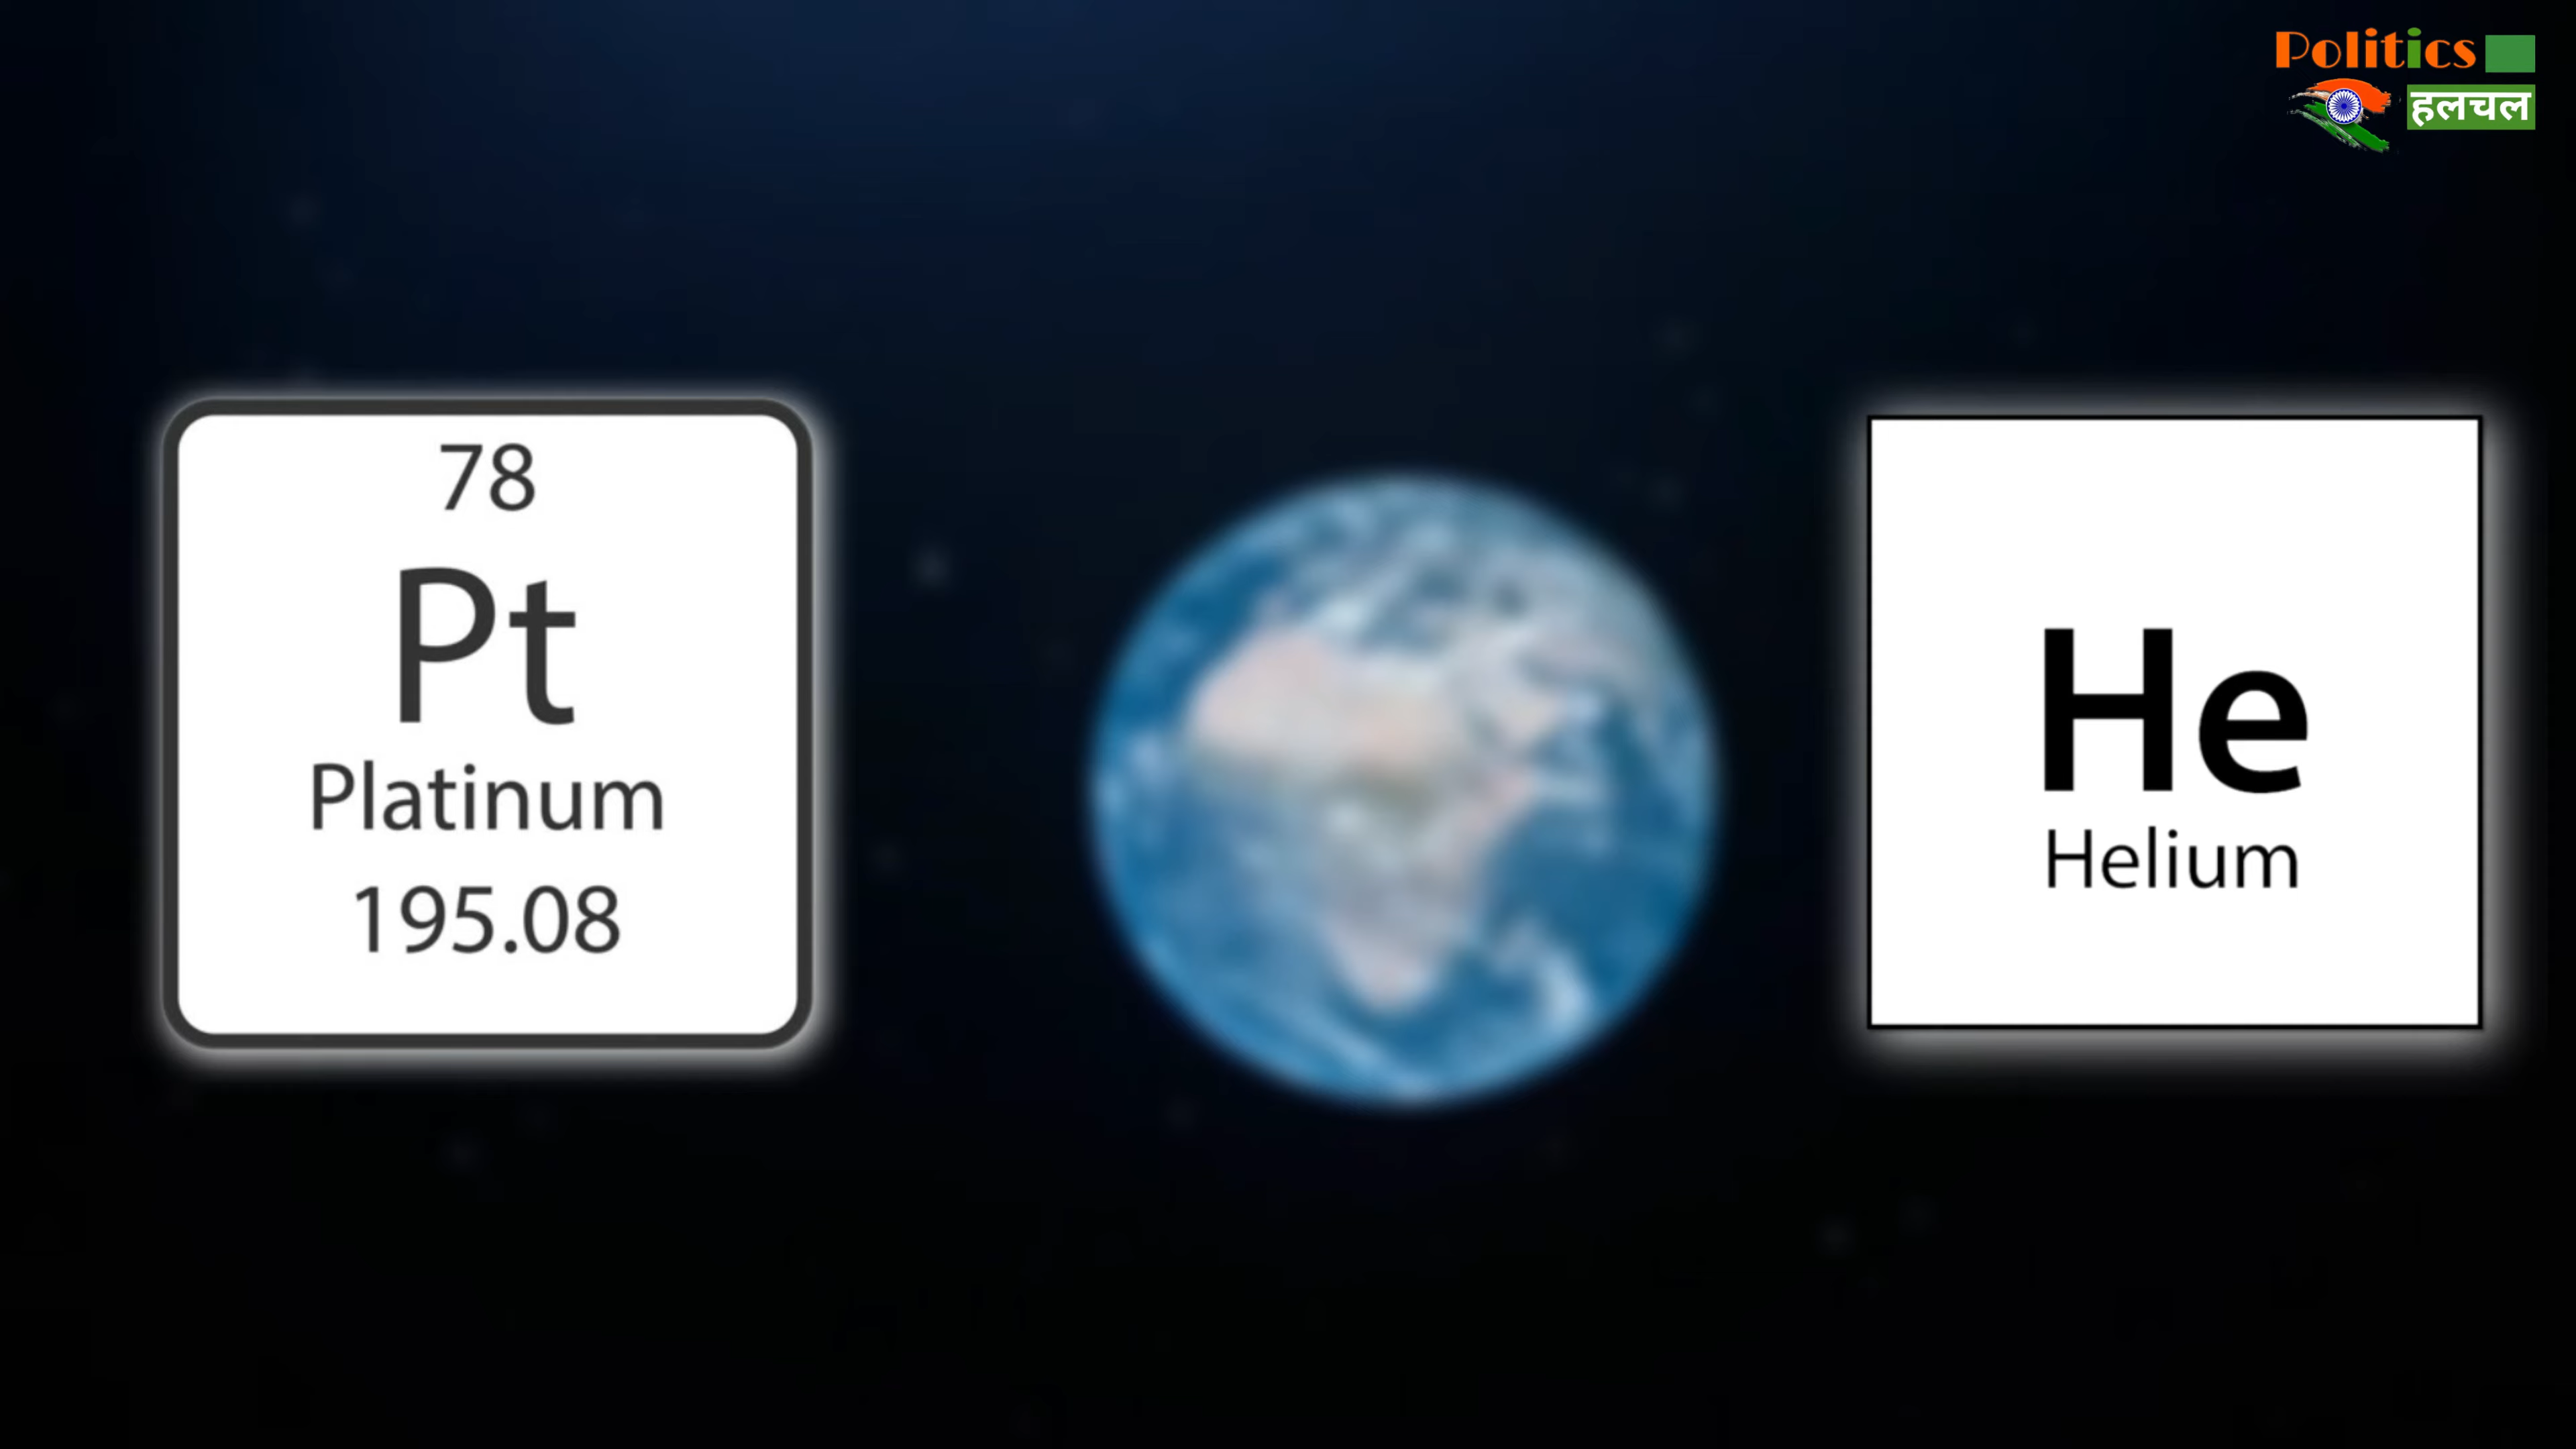 Politics
हलचल
78
Pt
Platinum
195.08
He
Helium